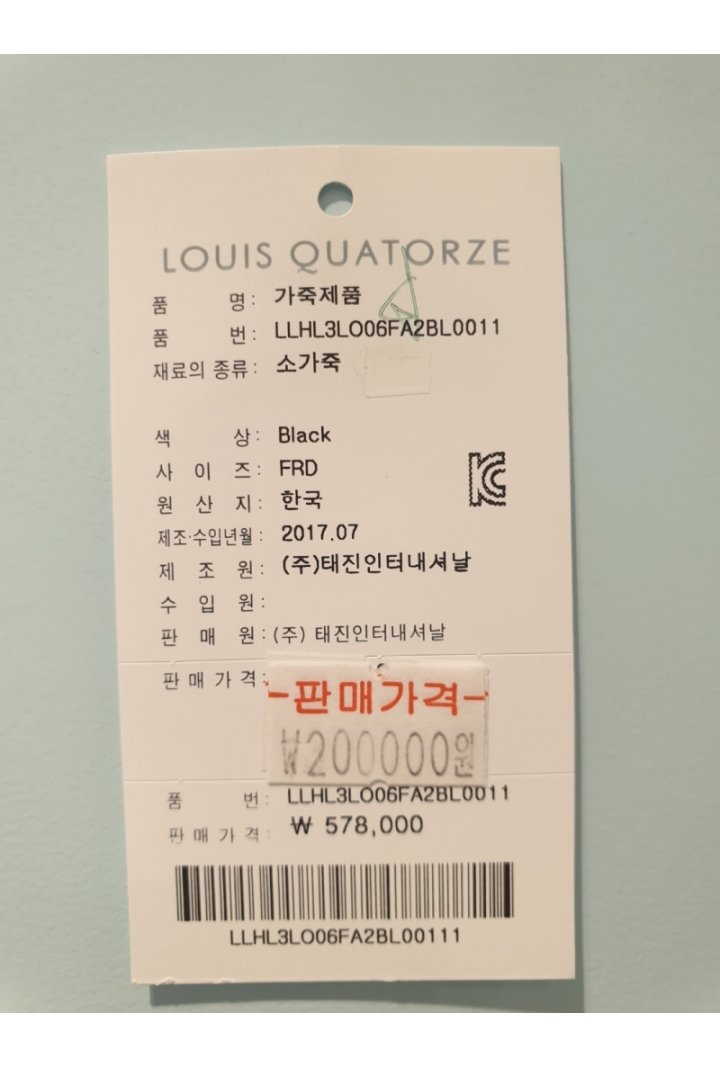 LOUIS QUATORZE
품 명 : 가죽제품
품 번 : LLHL3LO06FA2BL0011
재료의 종류 : 소가죽
색 상 : Black
사 이 즈 : FRD
원 산 지 : 한국
제조·수입년월 : 2017.07
제 조 원 : (주)태진인터내셔날
수 입 원 :
판 매 원 : (주) 태진인터내셔날
판 매 가 격 :
-판매가격-
₩200000원
품 번 : LLHL3LO06FA2BL0011
판 매 가 격 : ₩ 578,000
LLHL3LO06FA2BL00111